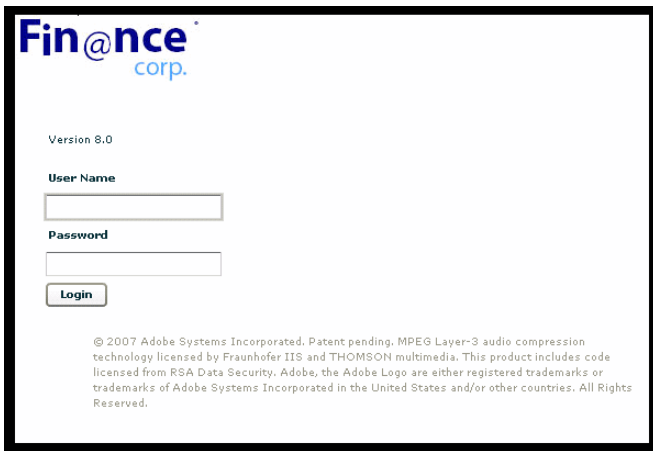 Fin@nce
corp.
Version 8.0
User Name
Password
Login
© 2007 Adobe Systems Incorporated. Patent pending. MPEG Layer-3 audio compression
technology licensed by Fraunhofer IIS and THOMSON multimedia. This product includes code
licensed from RSA Data Security. Adobe, the Adobe Logo are either registered trademarks or
trademarks of Adobe Systems Incorporated in the United States and/or other countries. All Rights
Reserved.